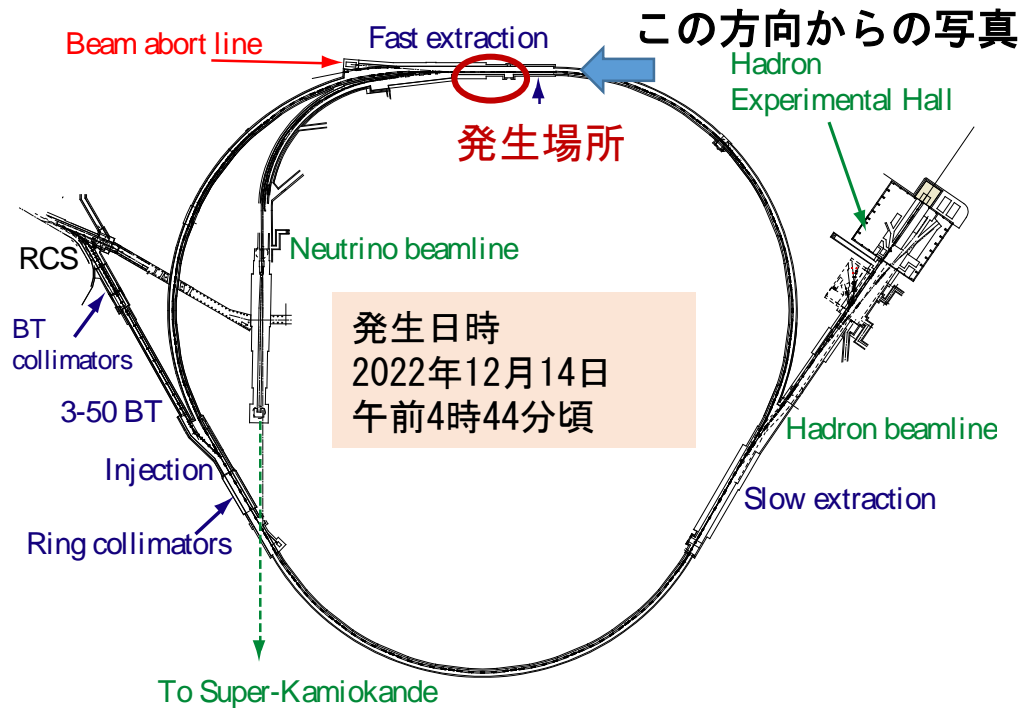 この方向からの写真
Beam abort line
Fast extraction
Hadron
Experimental Hall
発生場所
Neutrino beamline
RCS
BT
collimators
発生日時
2022年12月14日
午前4時44分頃
3-50 BT
Hadron beamline
Injection
Slow extraction
Ring collimators
To Super-Kamiokande